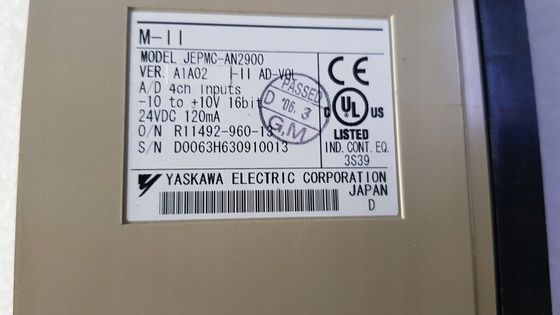 M-II
MODEL JEPMC-AN2900
VER. A1A02 I-II AD-VOL
A/D 4ch inputs
-10 to +10V 16bit
24VDC 120mA
O/N R11492-960-13
S/N D0063H630910013
PASSED
D '06.3
G.M
CE
C UL US
LISTED
IND. CONT. EQ.
3S39
YASKAWA ELECTRIC CORPORATION
JAPAN
D